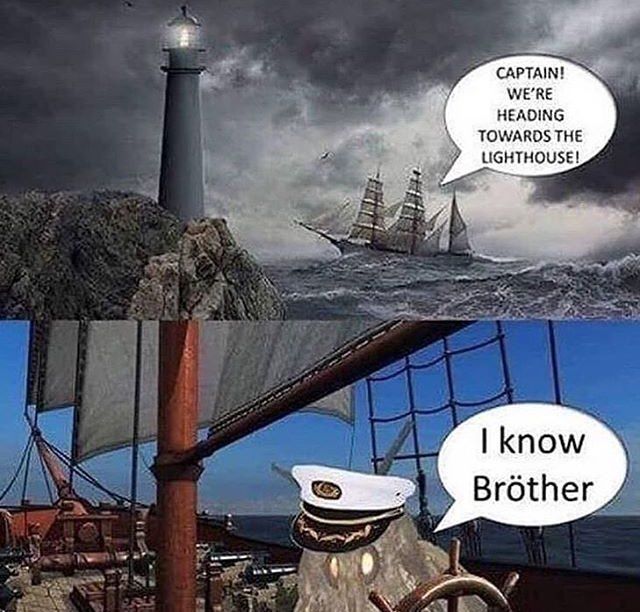 CAPTAIN!
WE'RE
HEADING
TOWARDS THE
LIGHTHOUSE!
I know
Bröther